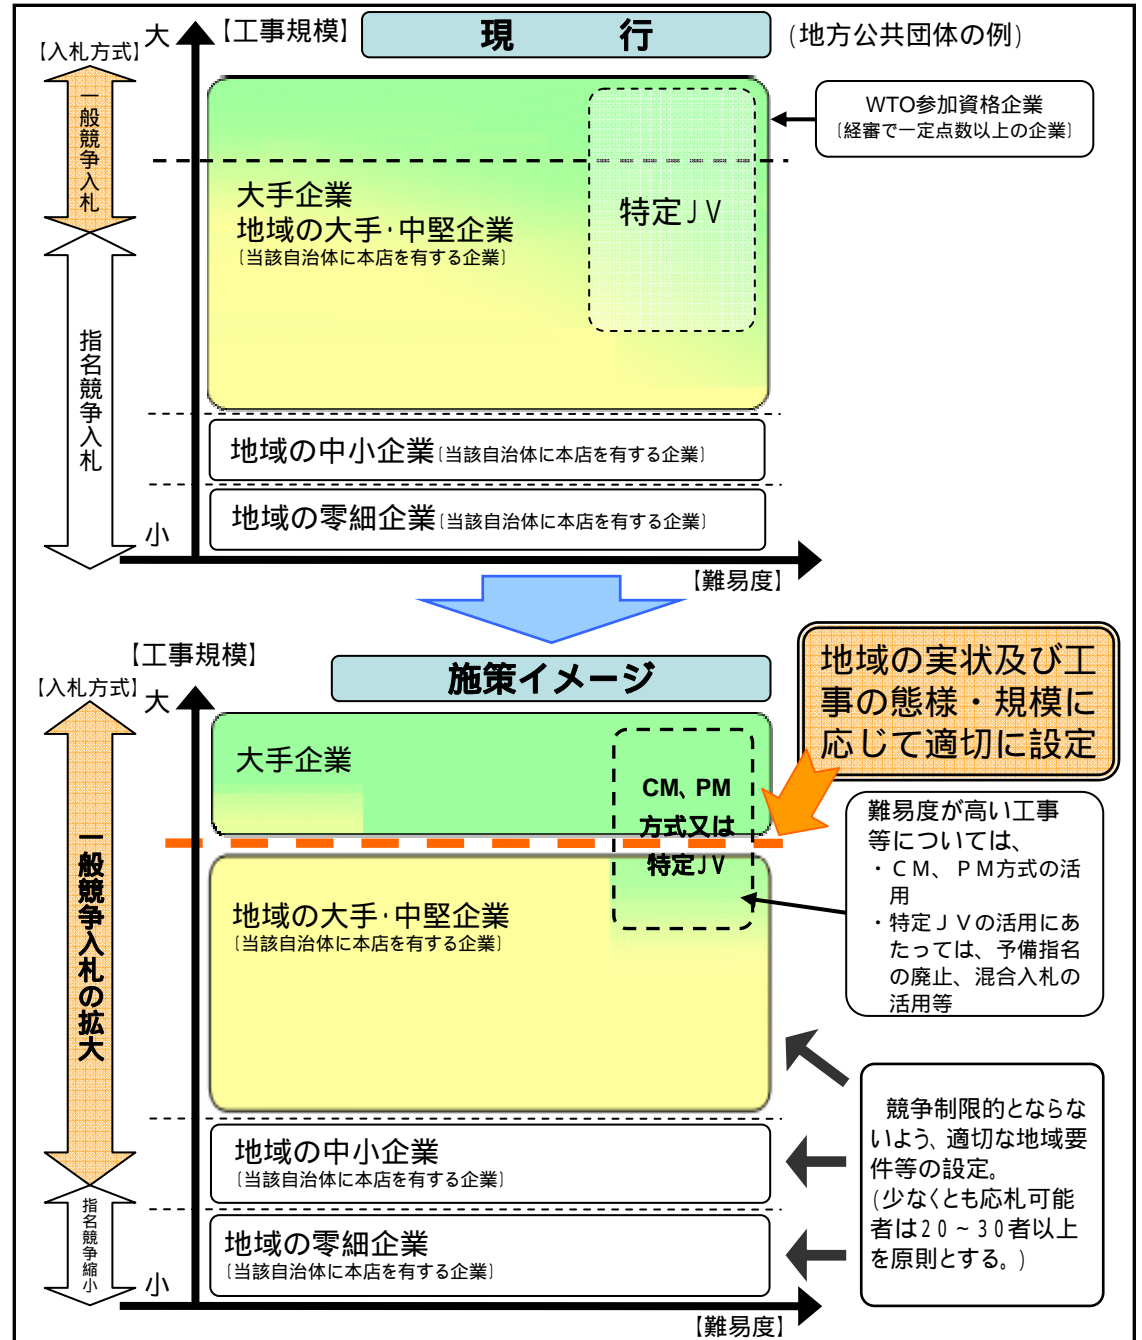 【入札方式】
大
【工事規模】
現　　行
(地方公共団体の例)
一般競争入札
WTO参加資格企業
〔経審で一定点数以上の企業〕
大手企業
地域の大手・中堅企業
〔当該自治体に本店を有する企業〕
特定JV
指名競争入札
地域の中小企業〔当該自治体に本店を有する企業〕
地域の零細企業〔当該自治体に本店を有する企業〕
小
【難易度】
【工事規模】
施策イメージ
【入札方式】
大
地域の実状及び工
事の態様・規模に
応じて適切に設定
大手企業
CM、PM
方式又は
特定JV
難易度が高い工事
等については、
・ＣＭ、ＰＭ方式の活
用
・特定ＪＶの活用にあ
たっては、予備指名
の廃止、混合入札の
活用等
一般競争入札の拡大
地域の大手・中堅企業
〔当該自治体に本店を有する企業〕
競争制限的とならな
いよう、適切な地域要
件等の設定。
(少なくとも応札可能
者は20～30者以上
を原則とする。)
地域の中小企業
〔当該自治体に本店を有する企業〕
指名競争縮小
地域の零細企業
〔当該自治体に本店を有する企業〕
小
【難易度】